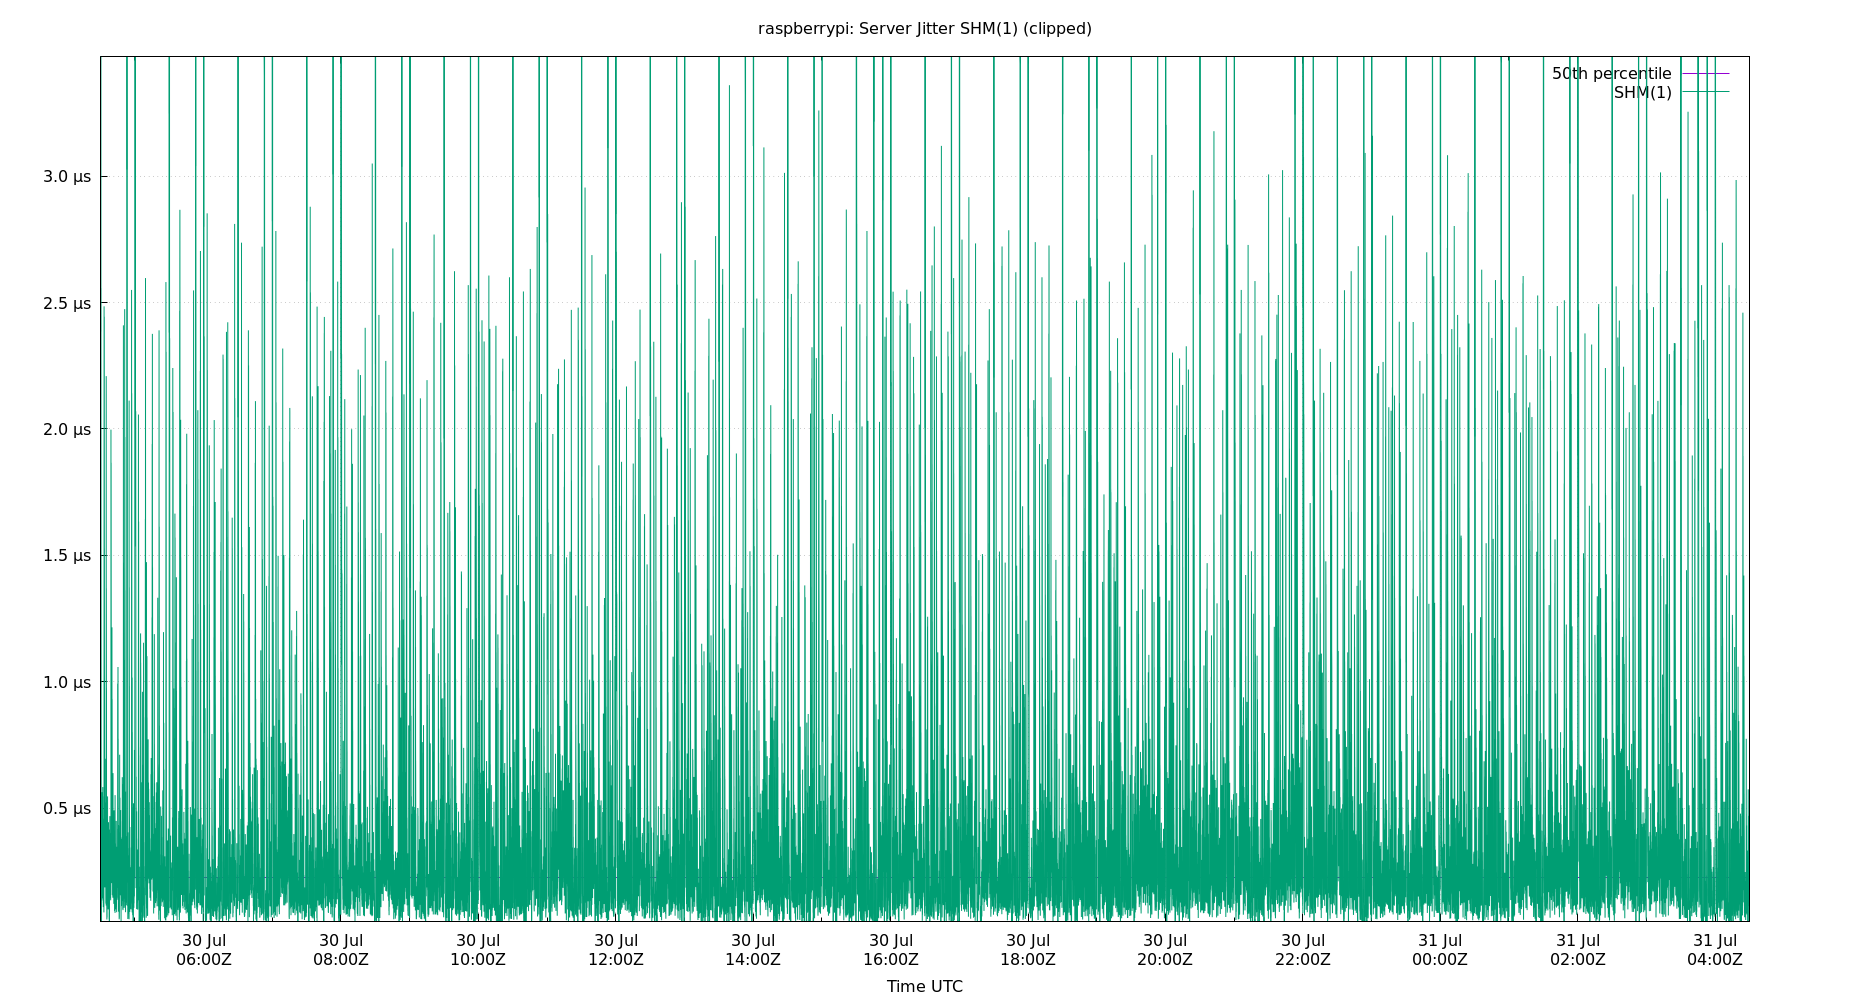 raspberrypi: Server Jitter SHM(1) (clipped)
50th percentile
SHM(1)
3.0 µs
2.5 µs
2.0 µs
1.5 µs
1.0 µs
0.5 µs
30 Jul 30 Jul 30 Jul 30 Jul 30 Jul 30 Jul 30 Jul 30 Jul 30 Jul 31 Jul 31 Jul 31 Jul
06:00Z 08:00Z 10:00Z 12:00Z 14:00Z 16:00Z 18:00Z 20:00Z 22:00Z 00:00Z 02:00Z 04:00Z
Time UTC